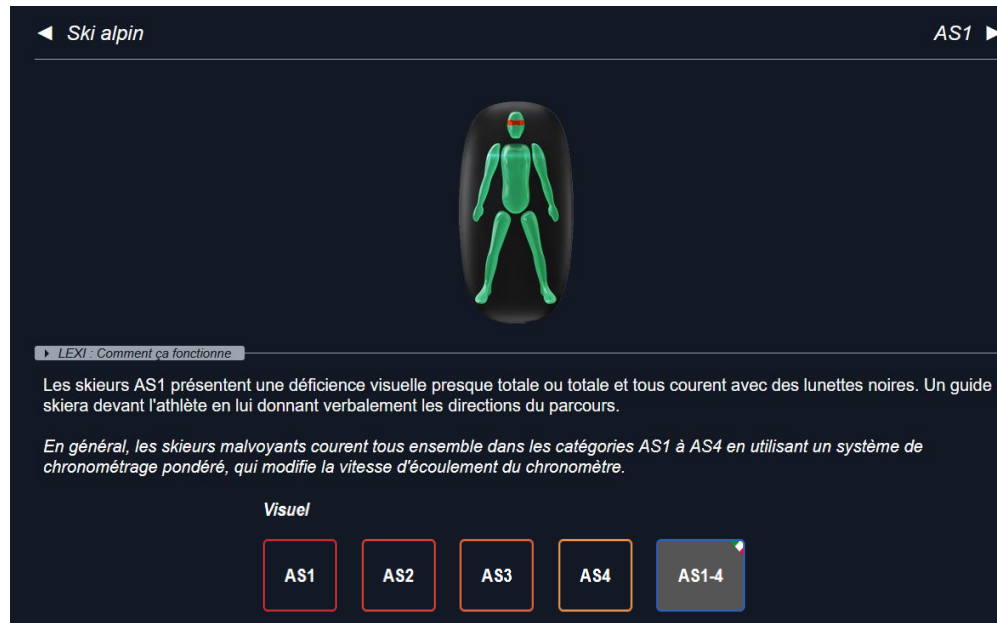 ◄ Ski alpin AS1 ►
LEXI : Comment ça fonctionne
Les skieurs AS1 présentent une déficience visuelle presque totale ou totale et tous courent avec des lunettes noires. Un guide
skiera devant l'athlète en lui donnant verbalement les directions du parcours.
En général, les skieurs malvoyants courent tous ensemble dans les catégories AS1 à AS4 en utilisant un système de
chronométrage pondéré, qui modifie la vitesse d'écoulement du chronomètre.
Visuel
AS1 AS2 AS3 AS4 AS1-4